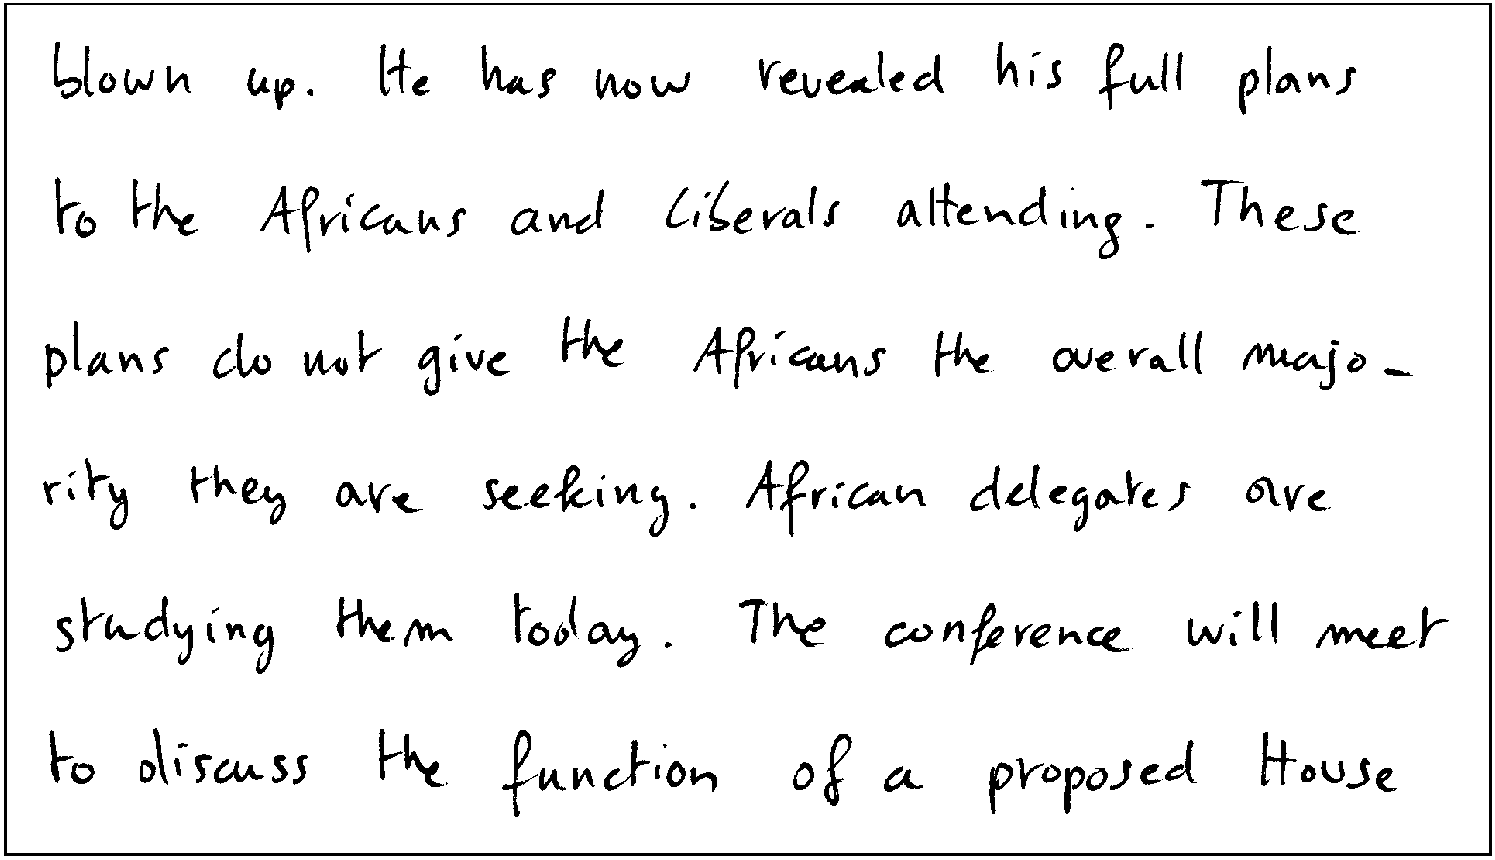 blown up. He has now revealed his full plans
to the Africans and Liberals attending. These
plans do not give the Africans the overall majo-
rity they are seeking. African delegates are
studying them today. The conference will meet
to discuss the function of a proposed House